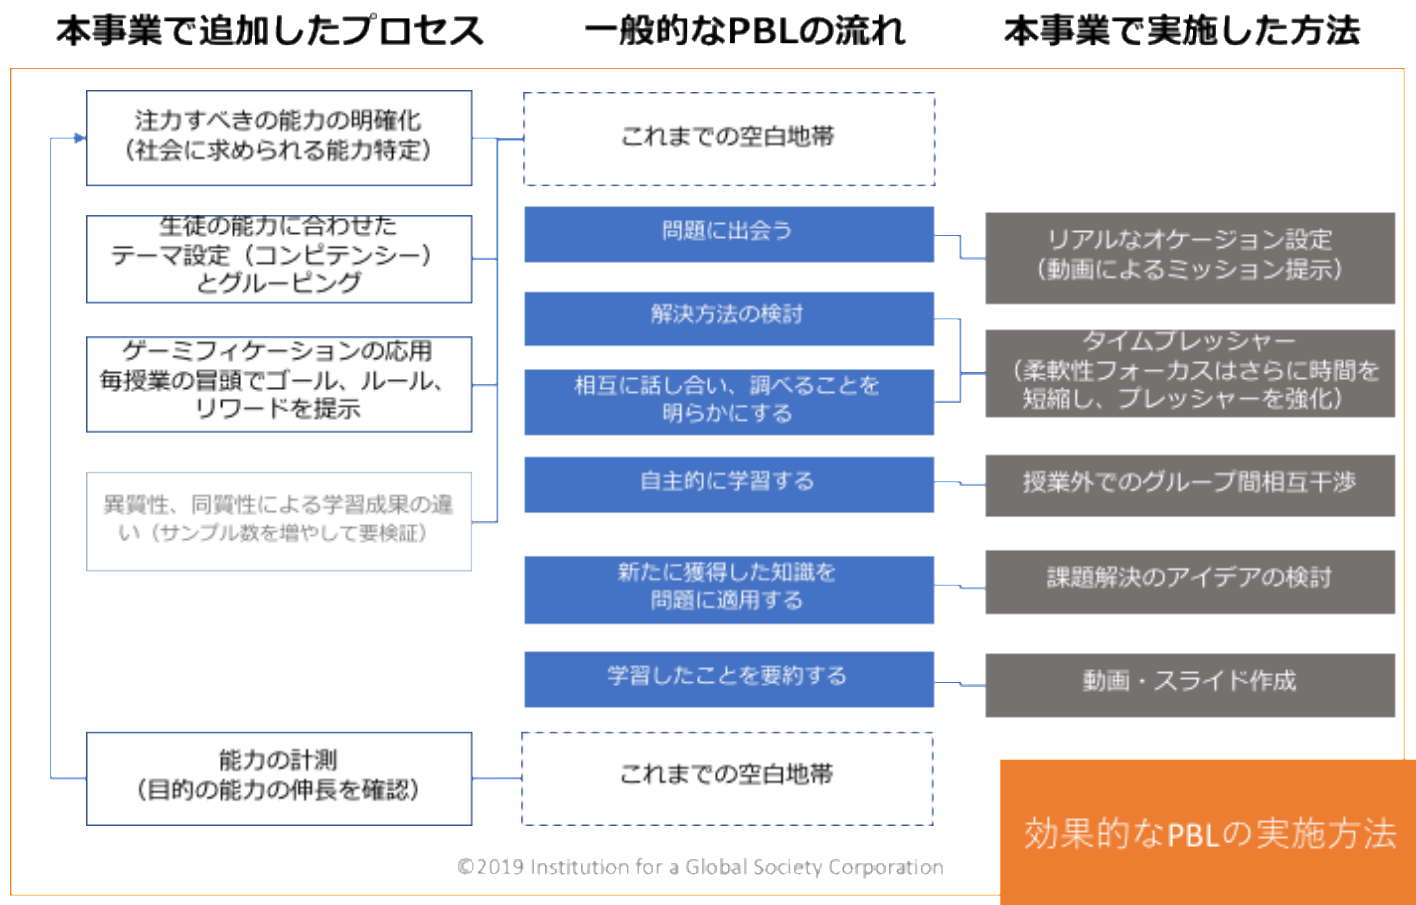 本事業で追加したプロセス
一般的なPBLの流れ
本事業で実施した方法
注力すべきの能力の明確化
（社会に求められる能力特定）
生徒の能力に合わせた
テーマ設定（コンピテンシー）
とグルーピング
ゲーミフィケーションの応用
毎授業の冒頭でゴール、ルール、
リワードを提示
異質性、同質性による学習成果の違
い（サンプル数を増やして要検証）
能力の計測
（目的の能力の伸長を確認）
これまでの空白地帯
問題に出会う
解決方法の検討
相互に話し合い、調べることを
明らかにする
自主的に学習する
新たに獲得した知識を
問題に適用する
学習したことを要約する
これまでの空白地帯
リアルなオケージョン設定
（動画によるミッション提示）
タイムプレッシャー
（柔軟性フォーカスはさらに時間を
短縮し、プレッシャーを強化）
授業外でのグループ間相互干渉
課題解決のアイデアの検討
動画・スライド作成
効果的なPBLの実施方法
©2019 Institution for a Global Society Corporation